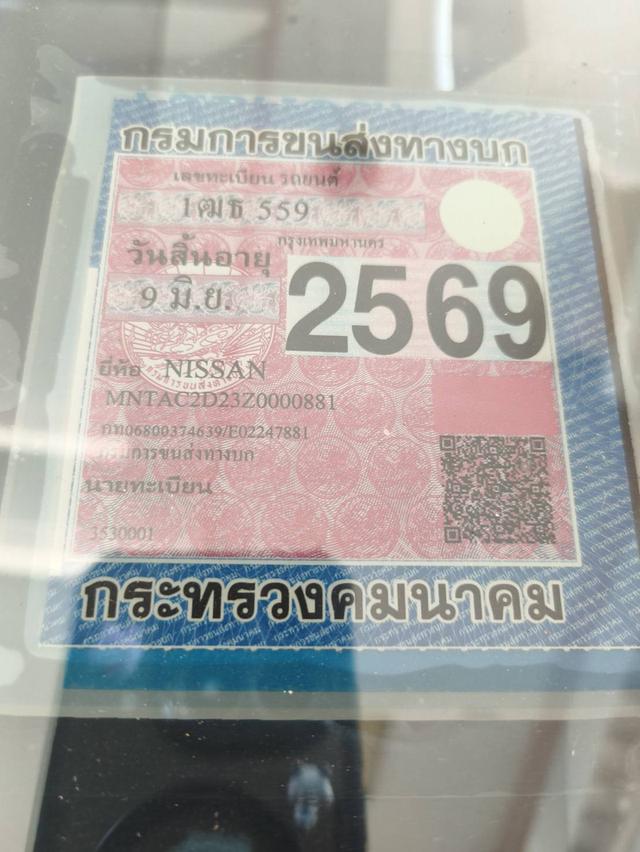 กรมการขนส่งทางบก
เลขทะเบียน รถยนต์
1ฒธ 559
กรุงเทพมหานคร
วันสิ้นอายุ
9 มิ.ย.
2569
ยี่ห้อ NISSAN
MNTAC2D23Z0000881
กท06800374639/E02247881
กรมการขนส่งทางบก
นายทะเบียน
3530001
กระทรวงคมนาคม